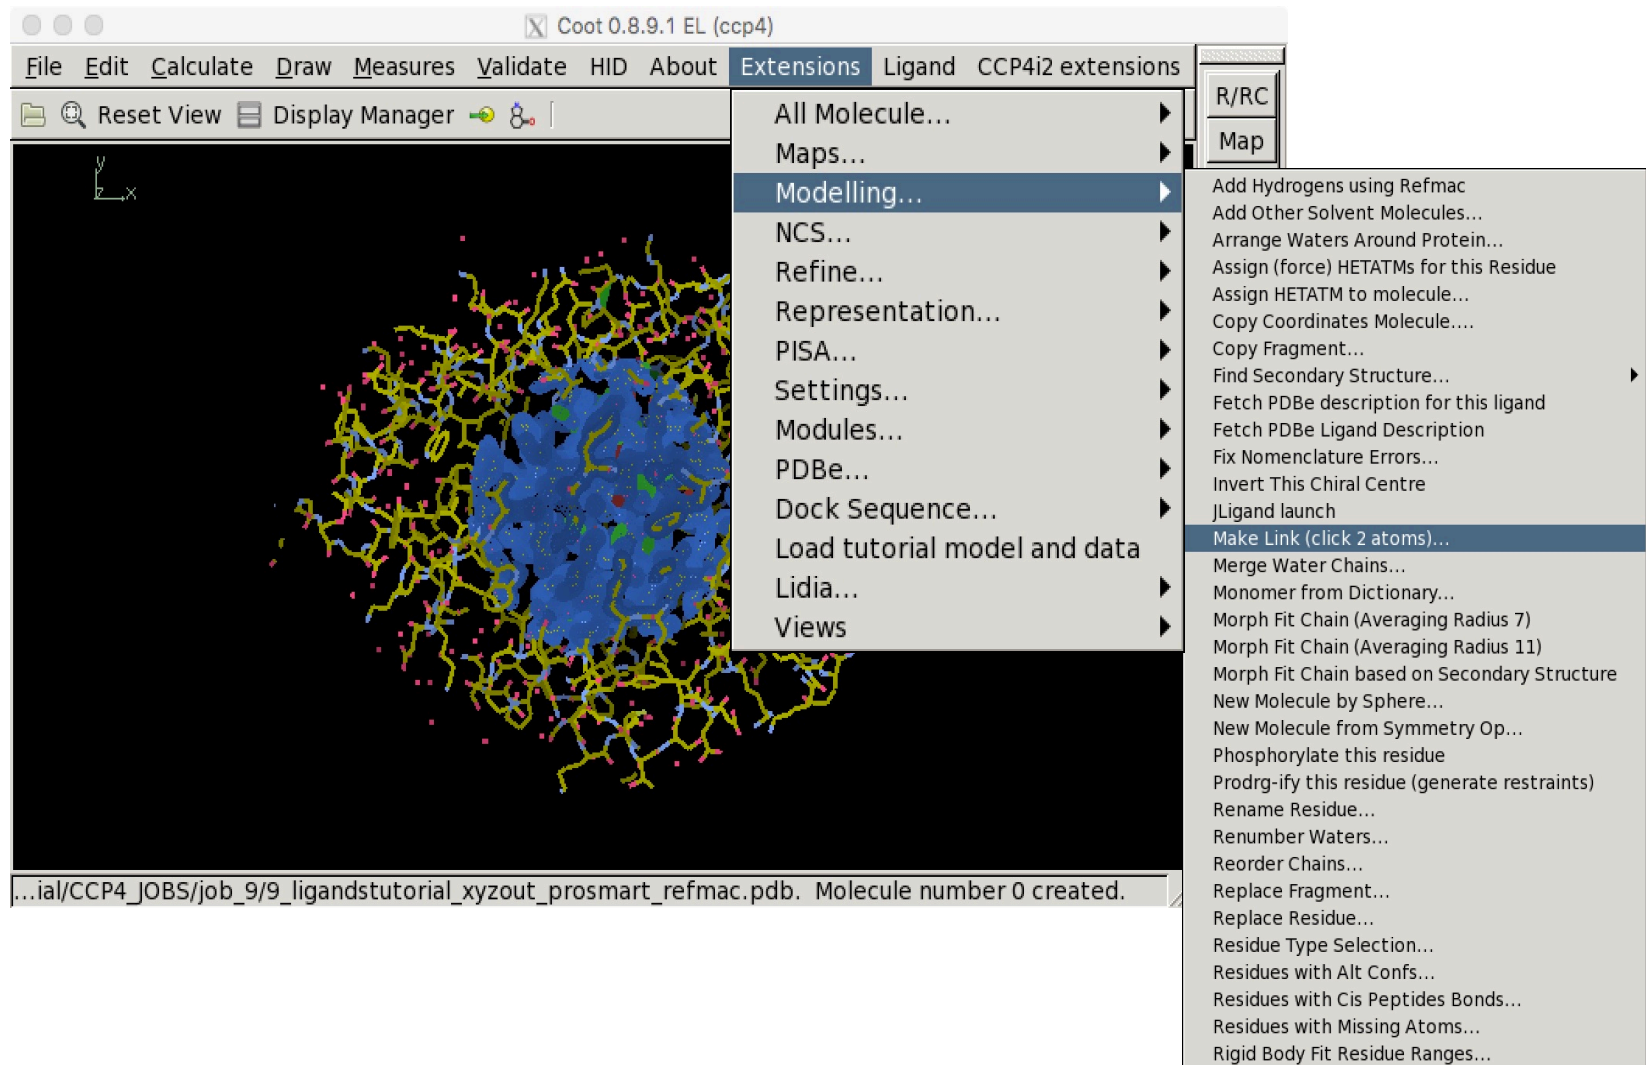 Coot 0.8.9.1 EL (ccp4)
File Edit Calculate Draw Measures Validate HID About Extensions Ligand CCP4i2 extensions
Reset View Display Manager
R/RC
Map
y
z x
All Molecule...
Maps...
Modelling...
NCS...
Refine...
Representation...
PISA...
Settings...
Modules...
PDBe...
Dock Sequence...
Load tutorial model and data
Lidia...
Views
Add Hydrogens using Refmac
Add Other Solvent Molecules...
Arrange Waters Around Protein...
Assign (force) HETATMs for this Residue
Assign HETATM to molecule...
Copy Coordinates Molecule....
Copy Fragment...
Find Secondary Structure...
Fetch PDBe description for this ligand
Fetch PDBe Ligand Description
Fix Nomenclature Errors...
Invert This Chiral Centre
JLigand launch
Make Link (click 2 atoms)...
Merge Water Chains...
Monomer from Dictionary...
Morph Fit Chain (Averaging Radius 7)
Morph Fit Chain (Averaging Radius 11)
Morph Fit Chain based on Secondary Structure
New Molecule by Sphere...
New Molecule from Symmetry Op...
Phosphorylate this residue
Prodrg-ify this residue (generate restraints)
Rename Residue...
Renumber Waters...
Reorder Chains...
Replace Fragment...
Replace Residue...
Residue Type Selection...
Residues with Alt Confs...
Residues with Cis Peptides Bonds...
Residues with Missing Atoms...
Rigid Body Fit Residue Ranges...
...ial/CCP4_JOBS/job_9/9_ligandstutorial_xyzout_prosmart_refmac.pdb. Molecule number 0 created.